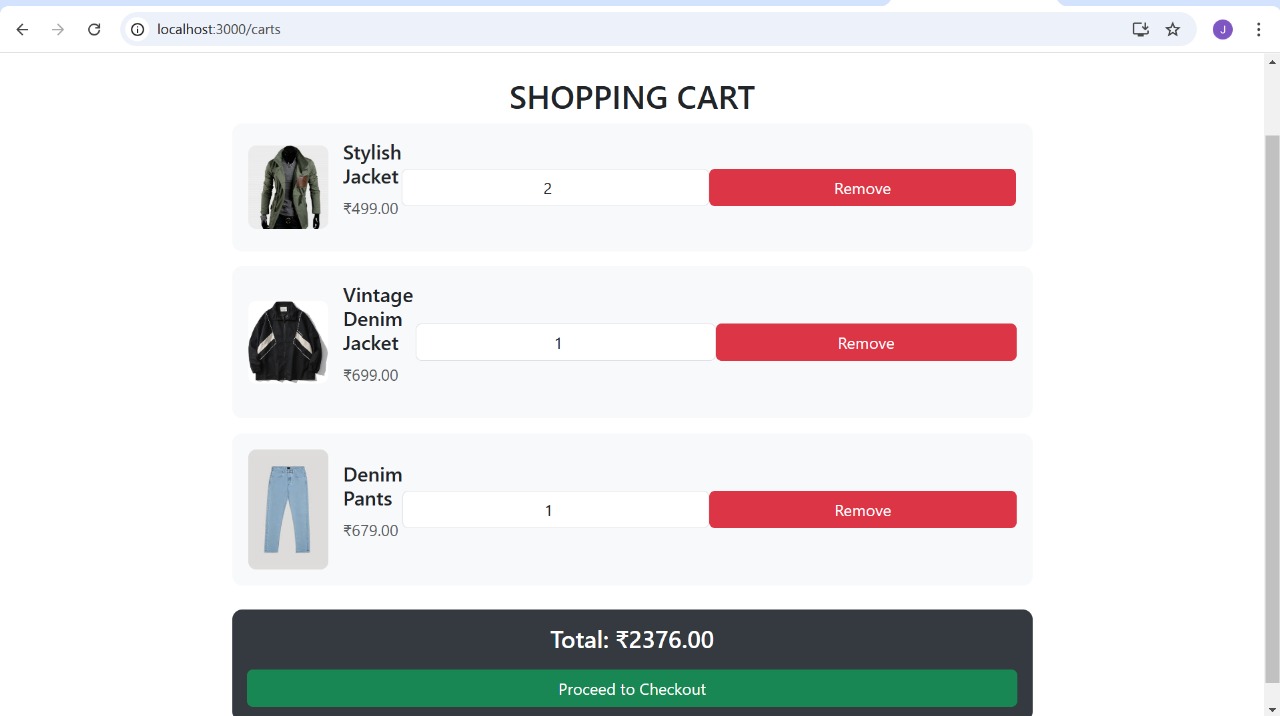 localhost:3000/carts
J
SHOPPING CART
Stylish
Jacket
₹499.00
2
Remove
Vintage
Denim
Jacket
₹699.00
1
Remove
Denim
Pants
₹679.00
1
Remove
Total: ₹2376.00
Proceed to Checkout